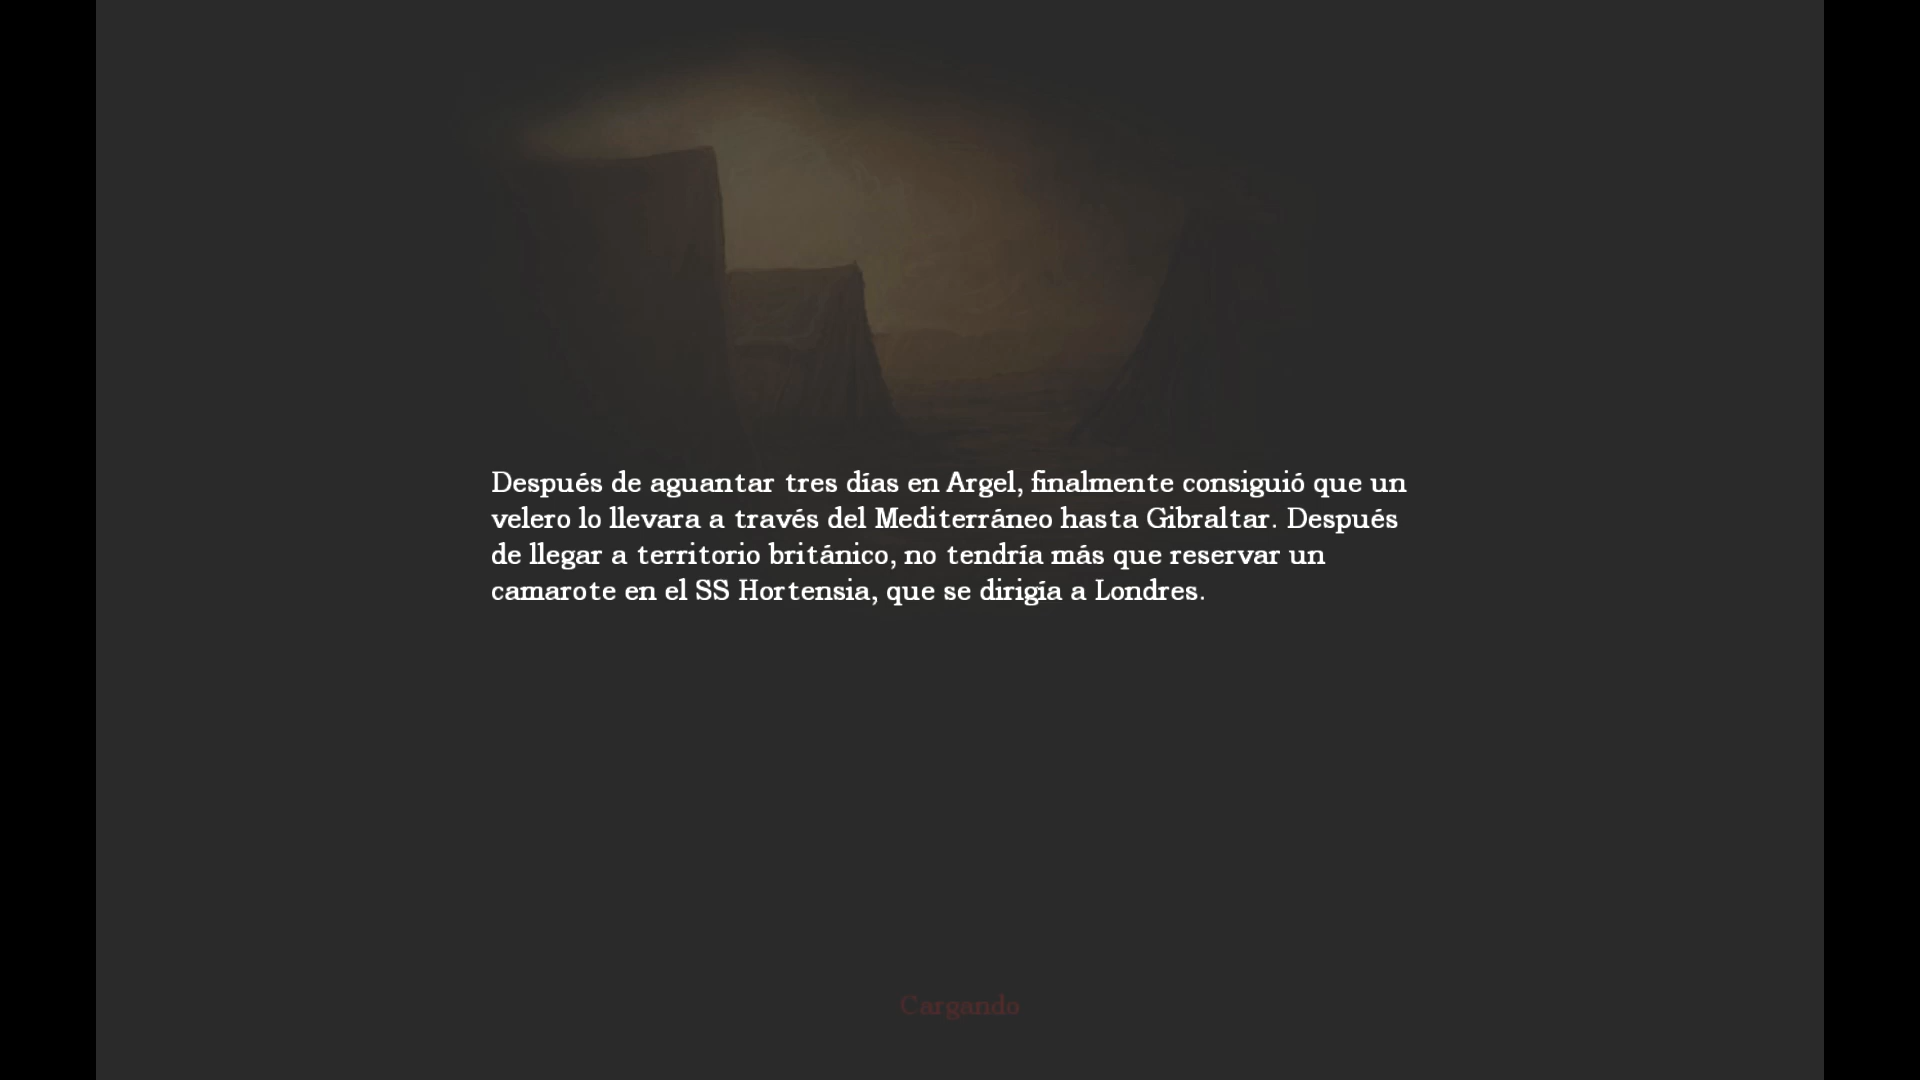 Después de aguantar tres días en Argel, finalmente consiguió que un
velero lo llevara a través del Mediterráneo hasta Gibraltar. Después
de llegar a territorio británico, no tendría más que reservar un
camarote en el SS Hortensia, que se dirigía a Londres.
Cargando